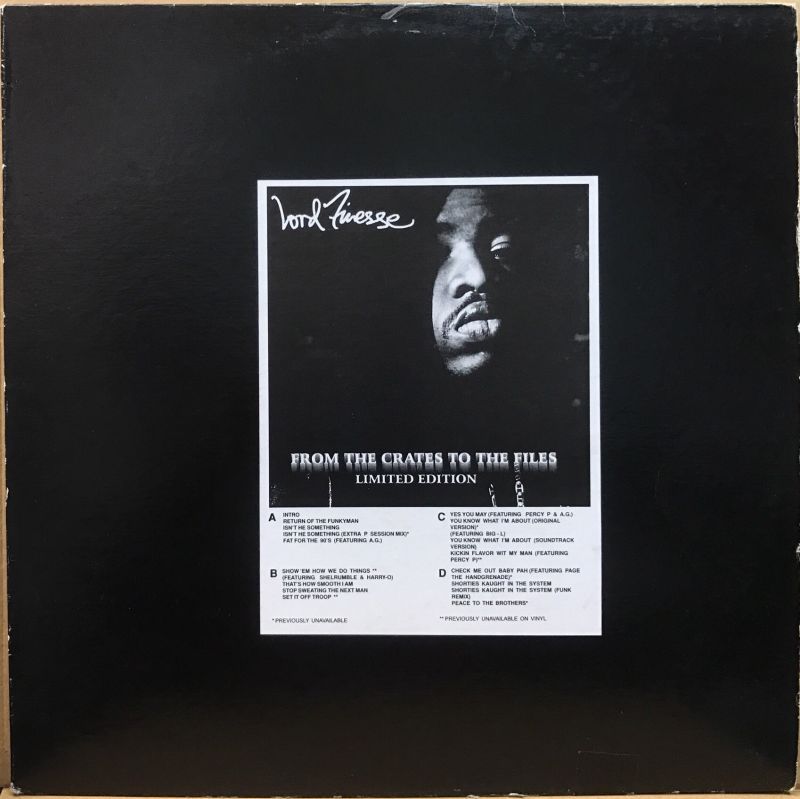 Lord Finesse
FROM THE CRATES TO THE FILES
LIMITED EDITION
A INTRO
RETURN OF THE FUNKYMAN
ISN'T HE SOMETHING
ISN'T HE SOMETHING (EXTRA P SESSION MIX)*
FAT FOR THE 90'S (FEATURING A.G.)
B SHOW 'EM HOW WE DO THINGS **
(FEATURING SHELRUMBLE & HARRY-O)
THAT'S HOW SMOOTH I AM
STOP SWEATING THE NEXT MAN
SET IT OFF TROOP **
* PREVIOUSLY UNAVAILABLE
C YES YOU MAY (FEATURING PERCY P & A.G.)
YOU KNOW WHAT I'M ABOUT (ORIGINAL
VERSION)*
(FEATURING BIG - L)
YOU KNOW WHAT I'M ABOUT (SOUNDTRACK
VERSION)
KICKIN FLAVOR WIT MY MAN (FEATURING
PERCY P)**
D CHECK ME OUT BABY PAH (FEATURING PAGE
THE HANDGRENADE)*
SHORTIES KAUGHT IN THE SYSTEM
SHORTIES KAUGHT IN THE SYSTEM (FUNK
REMIX)
PEACE TO THE BROTHERS*
** PREVIOUSLY UNAVAILABLE ON VINYL